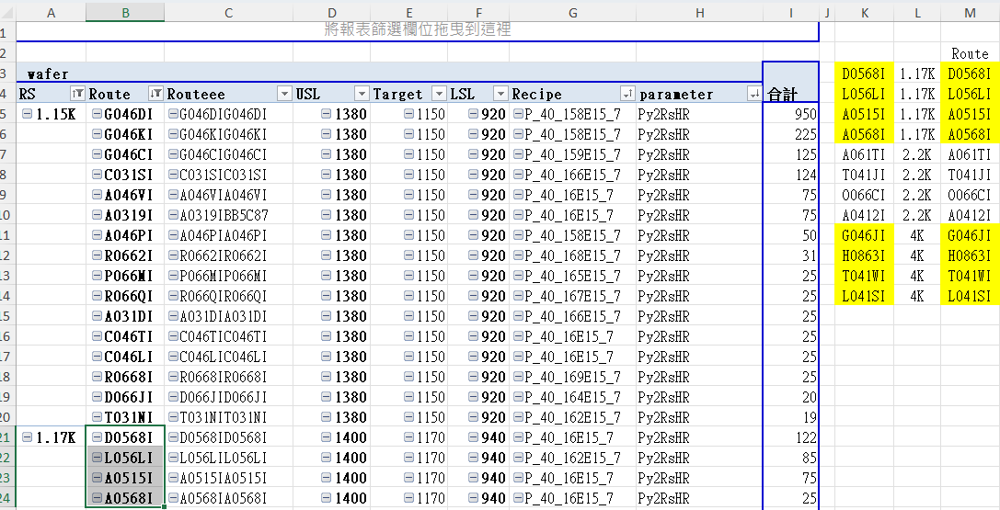 A B C D E F G H I J K L M
1 將報表篩選欄位拖曳到這裡
2 Route
3 wafer D0568I 1.17K D0568I
4 RS Route Routeee USL Target LSL Recipe parameter 合計 L056LI 1.17K L056LI
5 1.15K G046DI G046DIG046DI 1380 1150 920 P_40_158E15_7 Py2RsHR 950 A0515I 1.17K A0515I
6 G046KI G046KIG046KI 1380 1150 920 P_40_158E15_7 Py2RsHR 225 A0568I 1.17K A0568I
7 G046CI G046CIG046CI 1380 1150 920 P_40_159E15_7 Py2RsHR 125 A061TI 2.2K A061TI
8 C031SI C031SIC031SI 1380 1150 920 P_40_166E15_7 Py2RsHR 124 T041JI 2.2K T041JI
9 A046VI A046VIA046VI 1380 1150 920 P_40_16E15_7 Py2RsHR 75 O066CI 2.2K O066CI
10 A0319I A0319IBB5C87 1380 1150 920 P_40_16E15_7 Py2RsHR 75 A0412I 2.2K A0412I
11 A046PI A046PIA046PI 1380 1150 920 P_40_16E15_7 Py2RsHR 50 G046JI 4K G046JI
12 R0662I R0662IR0662I 1380 1150 920 P_40_168E15_7 Py2RsHR 31 H0863I 4K H0863I
13 P066MI P066MIP066MI 1380 1150 920 P_40_165E15_7 Py2RsHR 25 T041WI 4K T041WI
14 R066QI R066QIR066QI 1380 1150 920 P_40_167E15_7 Py2RsHR 25 L041SI 4K L041SI
15 A031DI A031DIA031DI 1380 1150 920 P_40_166E15_7 Py2RsHR 25
16 C046TI C046TIC046TI 1380 1150 920 P_40_162E15_7 Py2RsHR 25
17 C046LI C046LIC046LI 1380 1150 920 P_40_162E15_7 Py2RsHR 25
18 R0668I R0668IR0668I 1380 1150 920 P_40_169E15_7 Py2RsHR 25
19 D066JI D066JID066JI 1380 1150 920 P_40_164E15_7 Py2RsHR 20
20 T031NI T031NIT031NI 1380 1150 920 P_40_162E15_7 Py2RsHR 19
21 1.17K D0568I D0568ID0568I 1400 1170 940 P_40_16E15_7 Py2RsHR 122
22 L056LI L056LIL056LI 1400 1170 940 P_40_162E15_7 Py2RsHR 85
23 A0515I A0515IA0515I 1400 1170 940 P_40_16E15_7 Py2RsHR 75
24 A0568I A0568IA0568I 1400 1170 940 P_40_16E15_7 Py2RsHR 25